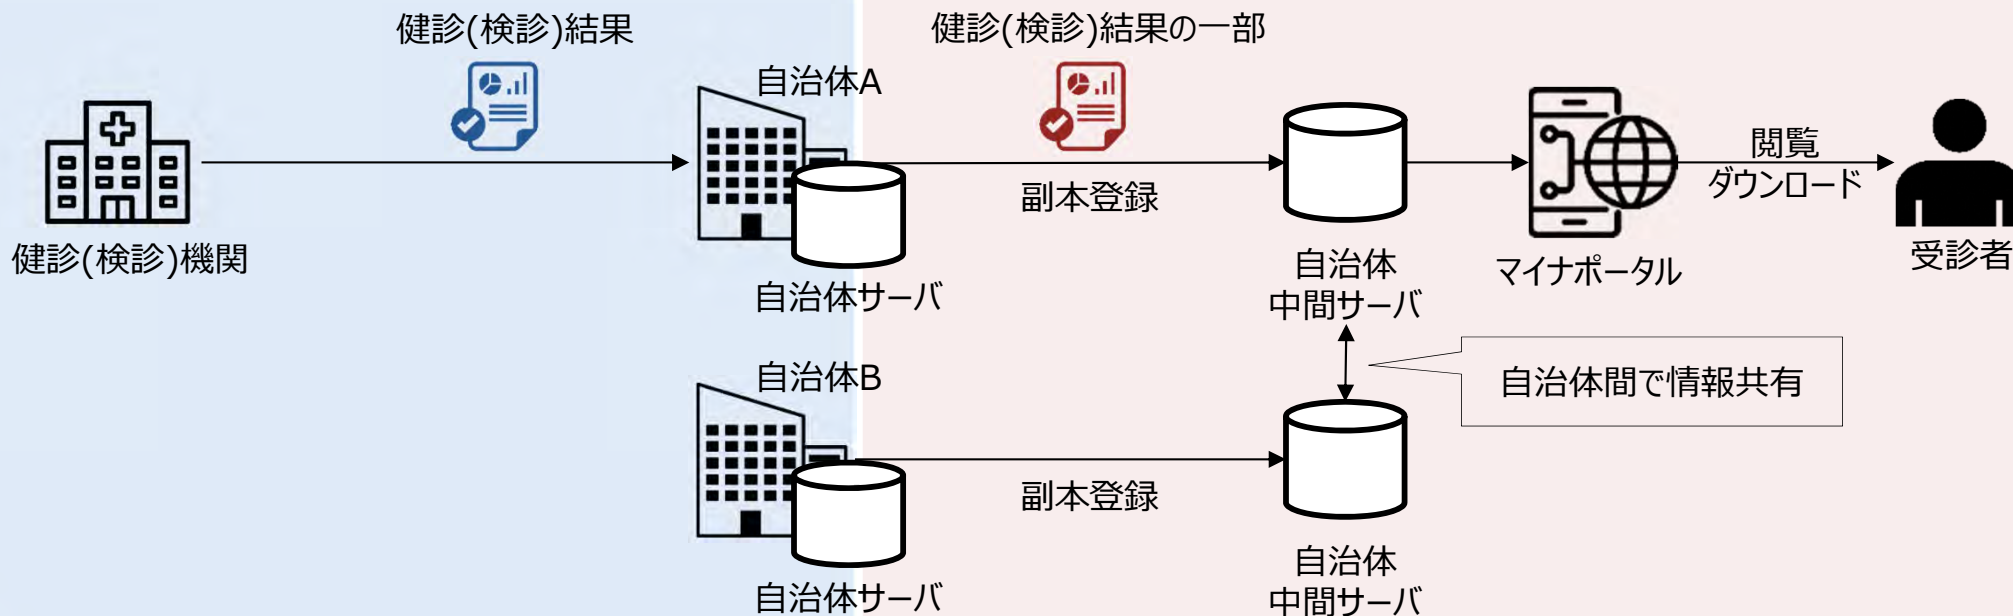 健診(検診)結果
健診(検診)結果の一部
自治体A
健診(検診)機関
自治体サーバ
副本登録
自治体
中間サーバ
マイナポータル
閲覧
ダウンロード
受診者
自治体間で情報共有
自治体B
自治体サーバ
副本登録
自治体
中間サーバ